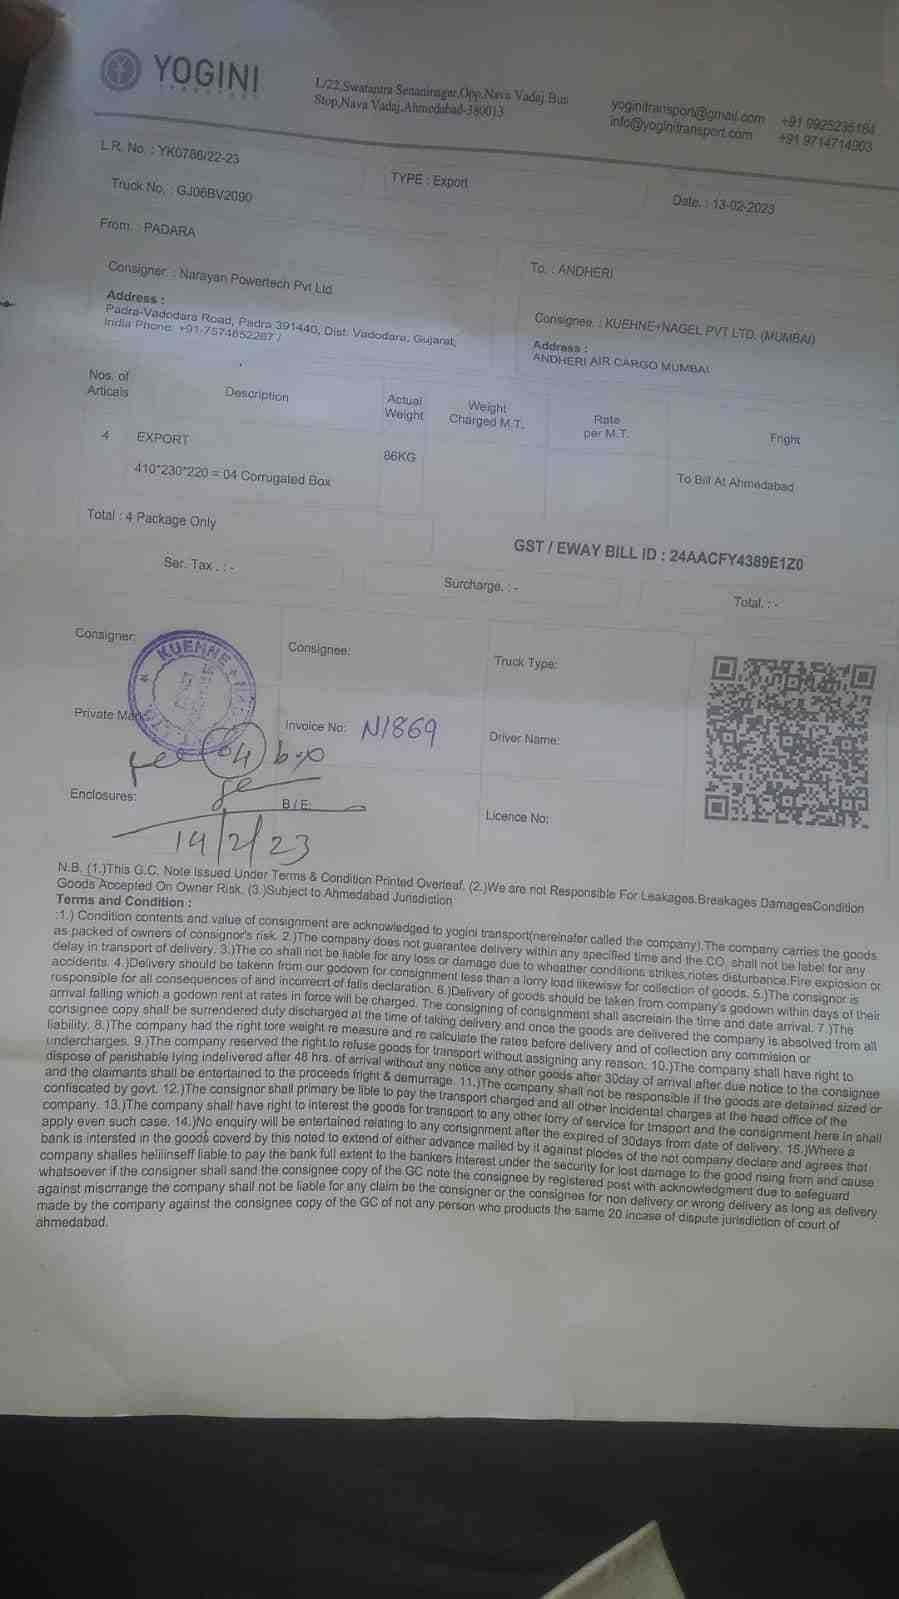 YOGINI
L/22,Swatantra Senaninagar,Opp,Nava Vadaj Bus
Stop,Nava Vadaj,Ahmedabad-380013
yoginitransport@gmail.com +91 9925235184
info@yoginitransport.com +91 9714714903
L.R. No. : YK0786/22-23
TYPE : Export
Date. : 13-02-2023
Truck No. : GJ06BV2090
From. : PADARA
To. : ANDHERI
Consigner. : Narayan Powertech Pvt Ltd
Address :
Padra-Vadodara Road, Padra 391440, Dist. Vadodara, Gujarat,
India Phone: +91-7574852287 /
Consignee. : KUEHNE+NAGEL PVT LTD. (MUMBAI)
Address :
ANDHERI AIR CARGO MUMBAI
Nos. of
Articals
Description
Actual
Weight
Weight
Charged M.T.
Rate
per M.T.
Fright
4 EXPORT
86KG
410*230*220 = 04 Corrugated Box
To Bill At Ahmedabad
Total : 4 Package Only
GST / EWAY BILL ID : 24AACFY4389E1Z0
Ser. Tax . : -
Surcharge. : -
Total. : -
Consigner:
Consignee:
Truck Type:
KUEHNE +
Private
Invoice No: N1869
Driver Name:
04 box
Enclosures:
B / E:
Licence No:
14/2/23
N.B. (1.)This G.C. Note Issued Under Terms & Condition Printed Overleaf. (2.)We are not Responsible For Leakages.Breakages DamagesCondition
Goods Accepted On Owner Risk. (3.)Subject to Ahmedabad Jurisdiction
Terms and Condition :
:1.) Condition contents and value of consignment are acknowledged to yogini transport(nereinafer called the company).The company carries the goods
as packed of owners of consignor's risk. 2.)The company does not guarantee delivery within any specified time and the CO. shall not be label for any
delay in transport of delivery. 3.)The co.shall not be liable for any loss or damage due to wheather conditions strikes,notes disturbance.Fire explosion or
accidents. 4.)Delivery should be takenn from our godown for consignment less than a lorry load likewisw for collection of goods. 5.)The consignor is
responsible for all consequences of and incorrecrt of falls declaration. 6.)Delivery of goods should be taken from company's godown within days of their
arrival falling which a godown rent at rates in force will be charged. The consigning of consignment shall ascreiain the time and date arrival. 7.)The
consignee copy shall be surrendered duty discharged at the time of taking delivery and once the goods are delivered the company is absolved from all
liability. 8.)The company had the right tore weight re measure and re calculate the rates before delivery and of collection any commision or
undercharges. 9.)The company reserved the right to refuse goods for transport without assigning any reason. 10.)The company shall have right to
dispose of perishable lying indelivered after 48 hrs. of arrival without any notice any other goods after 30day of arrival after due notice to the consignee
and the claimants shall be entertained to the proceeds fright & demurrage. 11.)The company shall not be responsible if the goods are detained sized or
confiscated by govt. 12.)The consignor shall primary be lible to pay the transport charged and all other incidental charges at the head office of the
company. 13.)The company shall have right to interest the goods for transport to any other lorry of service for trnsport and the consignment here in shall
apply even such case. 14.)No enquiry will be entertained relating to any consignment after the expired of 30days from date of delivery. 15.)Where a
bank is intersted in the goods coverd by this noted to extend of either advance mailed by it against plodes of the not company declare and agrees that
company shalles heliiinseff liable to pay the bank full extent to the bankers interest under the security for lost damage to the good rising from and cause
whatsoever if the consigner shall sand the consignee copy of the GC note the consignee by registered post with acknowledgment due to safeguard
against miscrrange the company shall not be liable for any claim be the consigner or the consignee for non delivery or wrong delivery as long as delivery
made by the company against the consignee copy of the GC of not any person who products the same 20 incase of dispute jurisdiction of court of
ahmedabad.